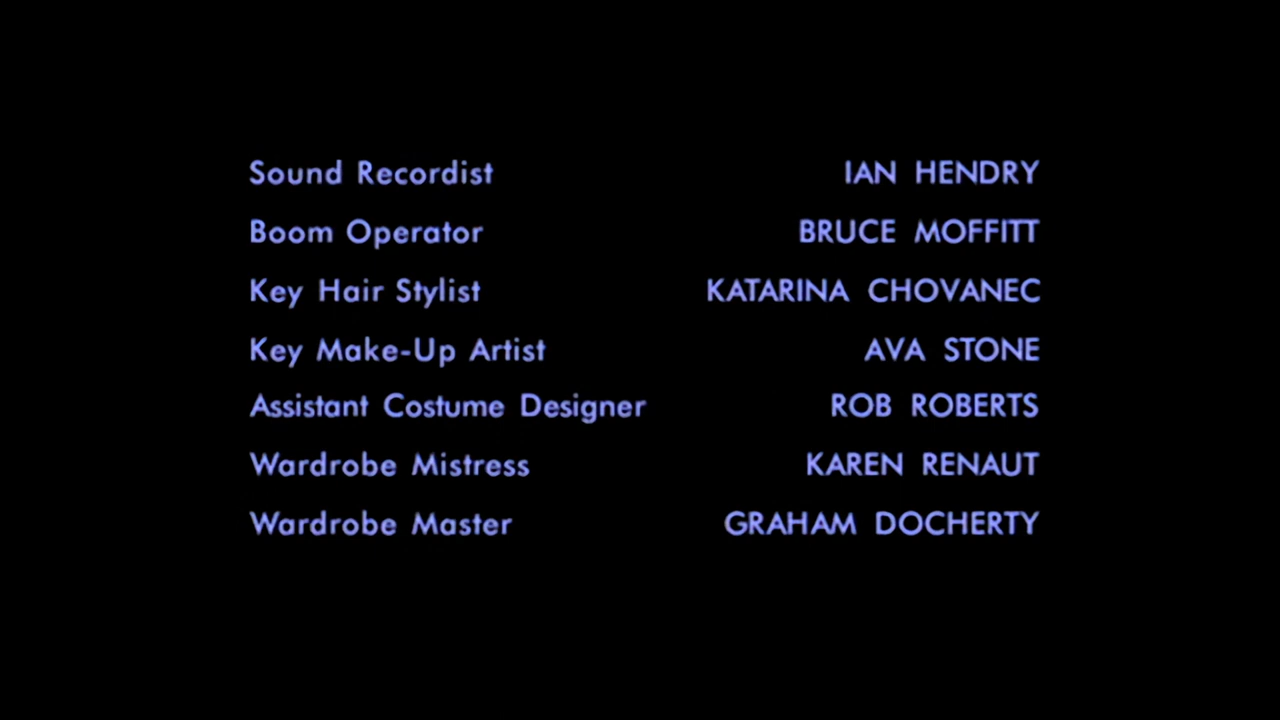 Sound Recordist IAN HENDRY
Boom Operator BRUCE MOFFITT
Key Hair Stylist KATARINA CHOVANEC
Key Make-Up Artist AVA STONE
Assistant Costume Designer ROB ROBERTS
Wardrobe Mistress KAREN RENAUT
Wardrobe Master GRAHAM DOCHERTY